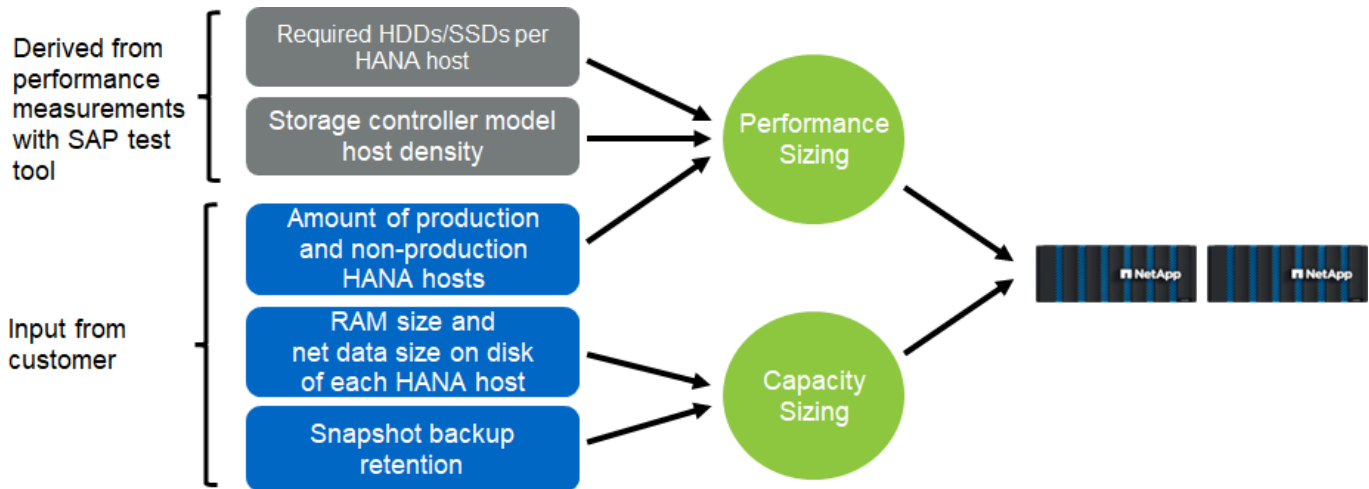 Derived from
performance
measurements
with SAP test
tool
Required HDDs/SSDs per
HANA host
Storage controller model
host density
Amount of production
and non-production
HANA hosts
Input from
customer
RAM size and
net data size on disk
of each HANA host
Snapshot backup
retention
Performance
Sizing
Capacity
Sizing
NetApp
NetApp